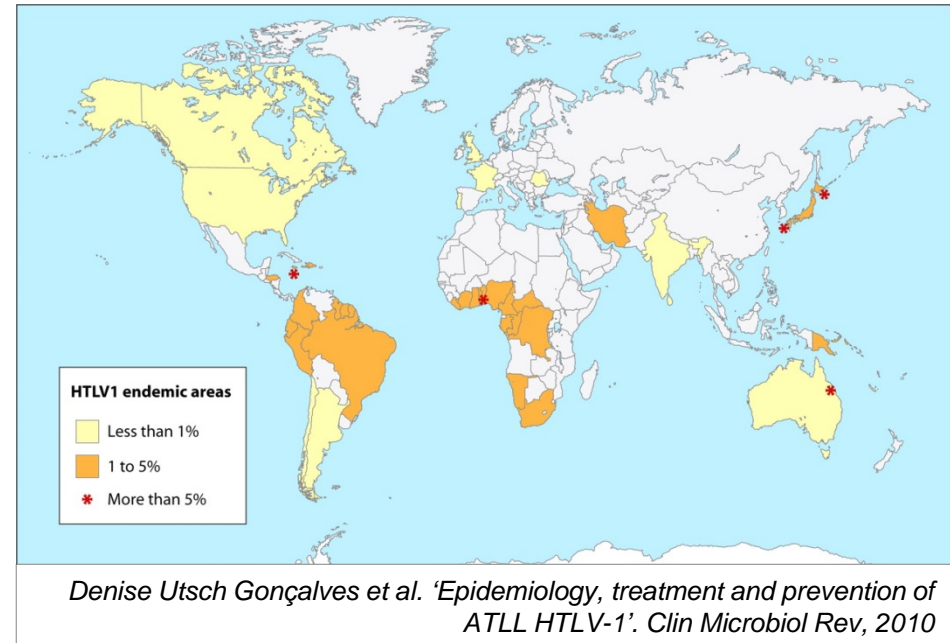 HTLV1 endemic areas
Less than 1%
1 to 5%
* More than 5%
Denise Utsch Gonçalves et al. ‘Epidemiology, treatment and prevention of
ATLL HTLV-1’. Clin Microbiol Rev, 2010